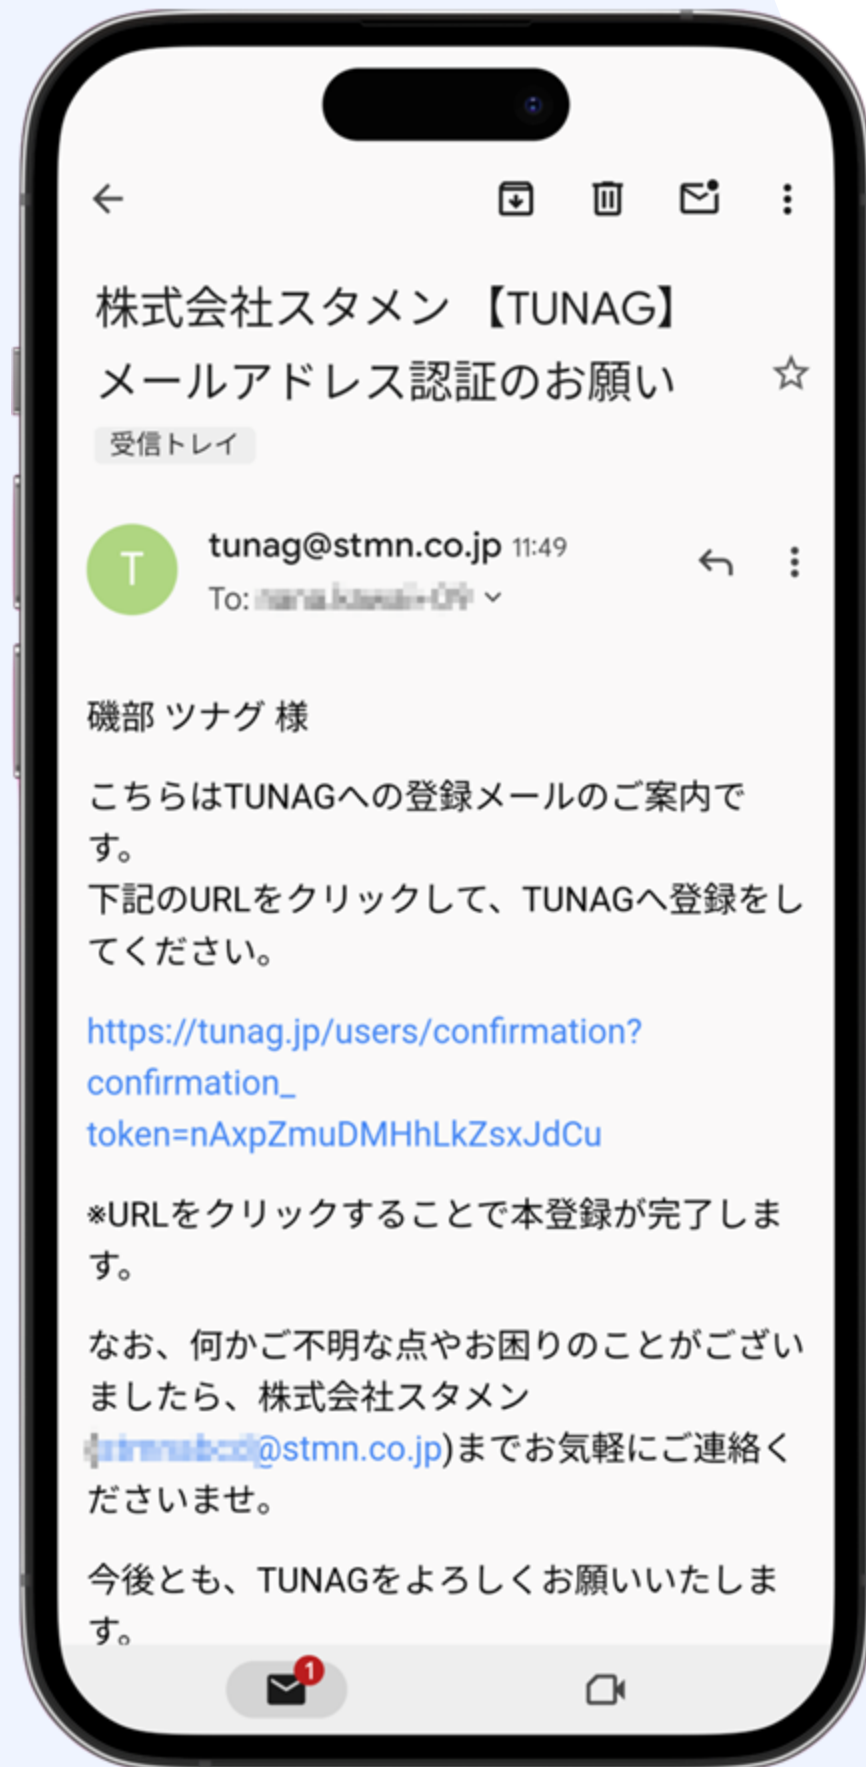 株式会社スタメン 【TUNAG】
メールアドレス認証のお願い
受信トレイ
T
tunag@stmn.co.jp 11:49
To:
磯部 ツナグ 様
こちらはTUNAGへの登録メールのご案内で
す。
下記のURLをクリックして、TUNAGへ登録をし
てください。
https://tunag.jp/users/confirmation?
confirmation_
token=nAxpZmuDMHhLkZsxJdCu
※URLをクリックすることで本登録が完了しま
す。
なお、何かご不明な点やお困りのことがござい
ましたら、株式会社スタメン
@stmn.co.jp)までお気軽にご連絡く
ださいませ。
今後とも、TUNAGをよろしくお願いいたしま
す。
1